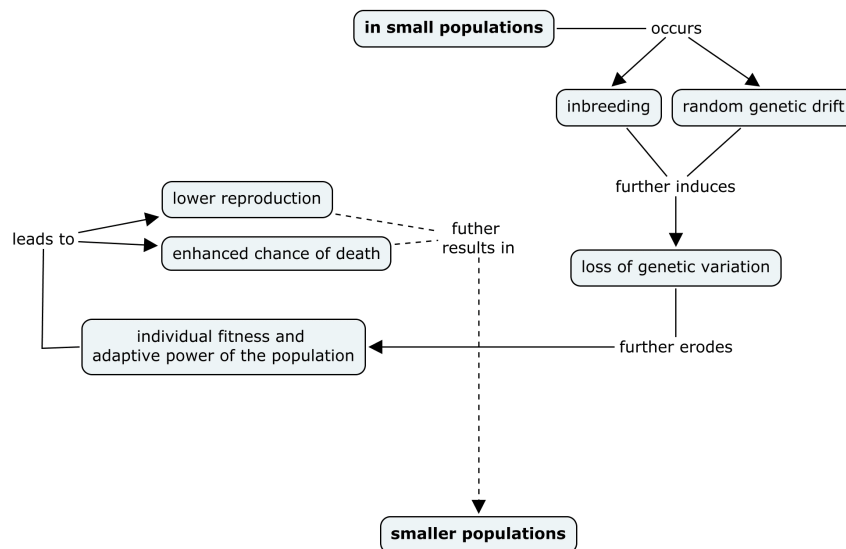 in small populations
occurs
inbreeding
random genetic drift
further induces
loss of genetic variation
further erodes
individual fitness and
adaptive power of the population
leads to
lower reproduction
enhanced chance of death
futher
results in
smaller populations